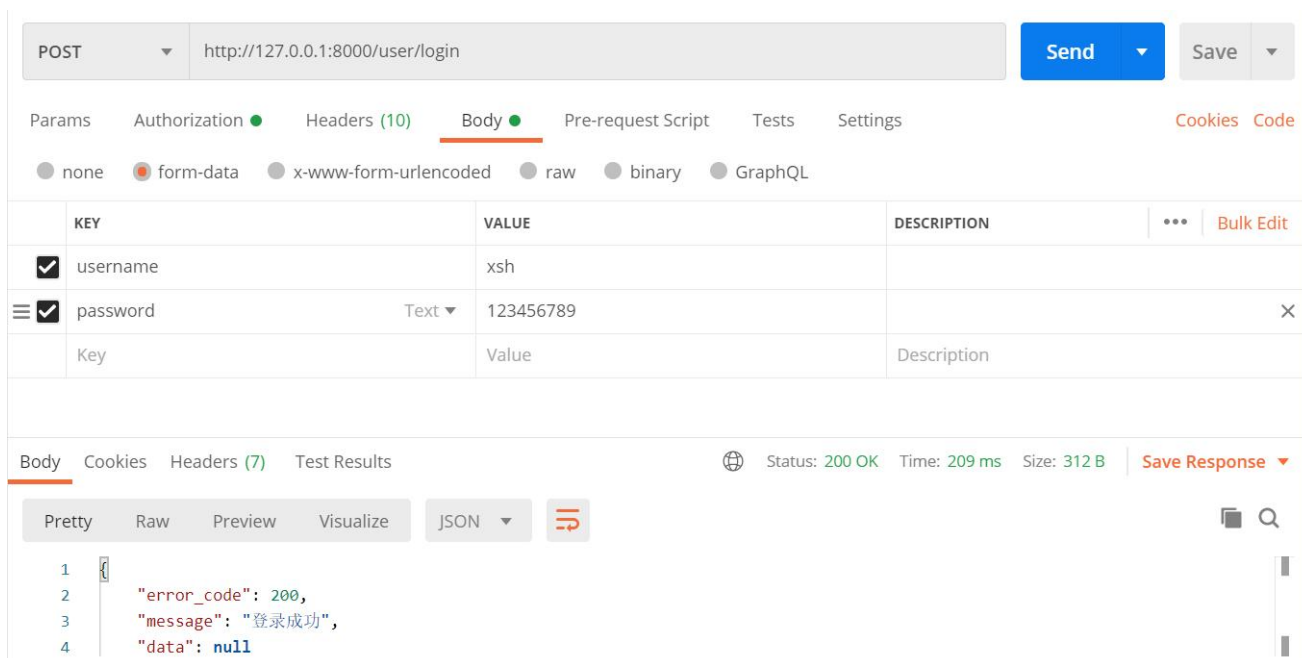 POST http://127.0.0.1:8000/user/login Send Save
Params Authorization Headers (10) Body Pre-request Script Tests Settings Cookies Code
none form-data x-www-form-urlencoded raw binary GraphQL
KEY VALUE DESCRIPTION ••• Bulk Edit
username xsh
password Text 123456789
Key Value Description
Body Cookies Headers (7) Test Results Status: 200 OK Time: 209 ms Size: 312 B Save Response
Pretty Raw Preview Visualize JSON
1 {
2 "error_code": 200,
3 "message": "登录成功",
4 "data": null